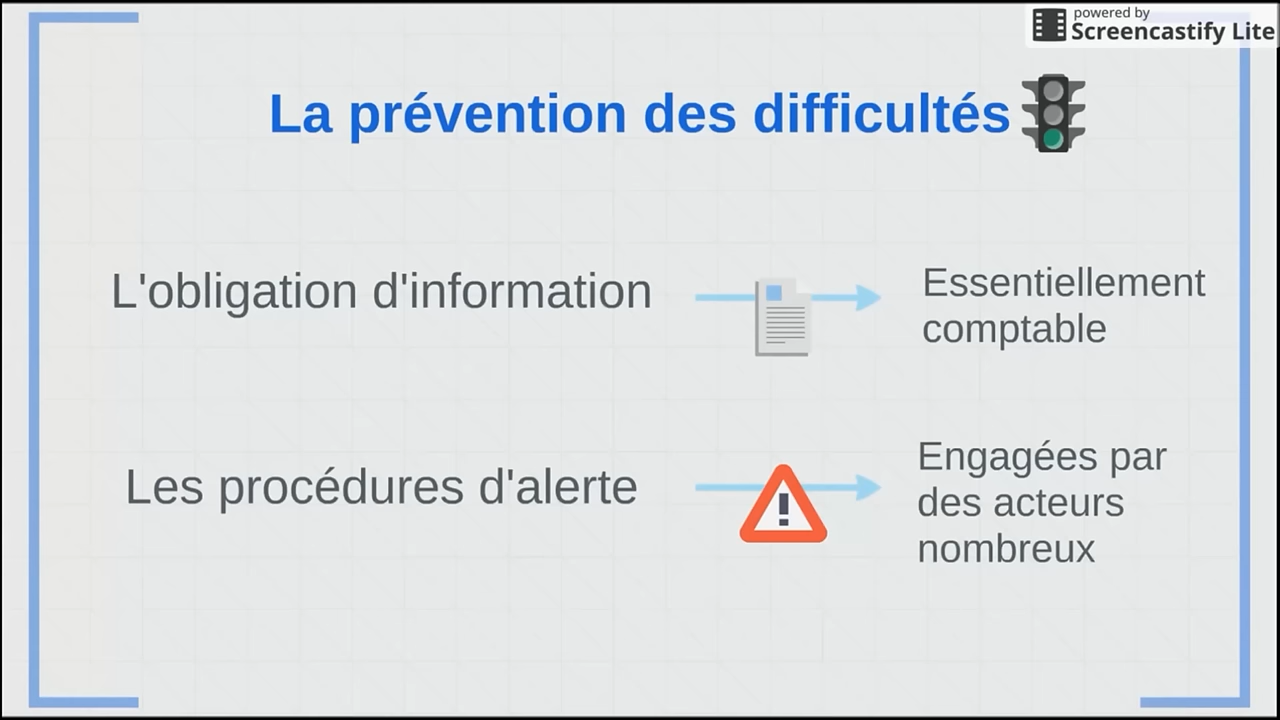 powered by
Screencastify Lite
La prévention des difficultés
L'obligation d'information
Essentiellement
comptable
Les procédures d'alerte
Engagées par
des acteurs
nombreux